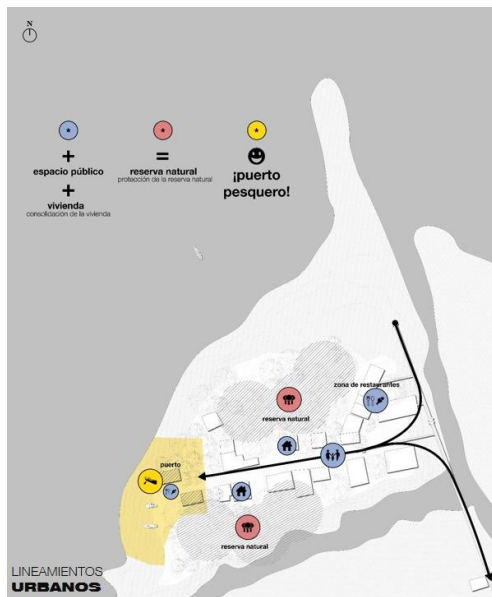 N
+
espacio público
+
vivienda
consolidación de la vivienda
=
reserva natural
protección de la reserva natural
¡puerto
pesquero!
zona de restaurantes
reserva natural
puerto
reserva natural
LINEAMIENTOS
URBANOS